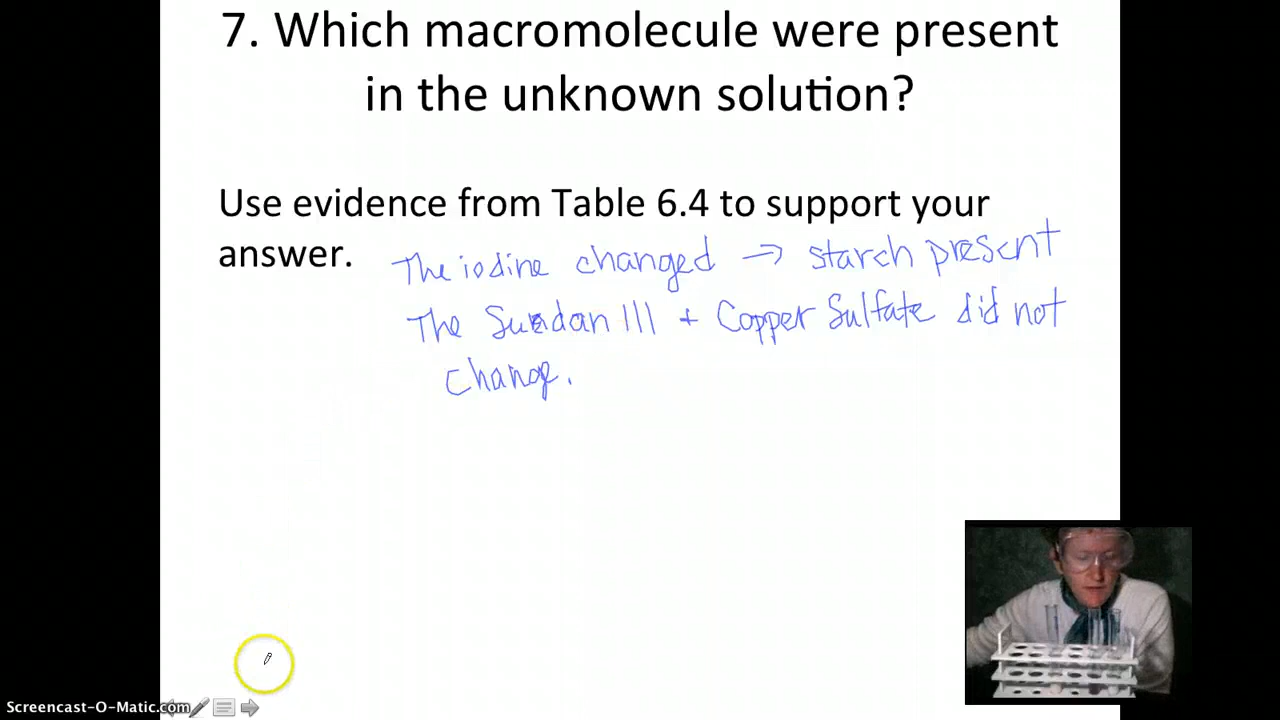 7. Which macromolecule were present
in the unknown solution?
Use evidence from Table 6.4 to support your
answer.
The iodine changed → starch present
The Sudan III + Copper Sulfate did not
change.
Screencast-O-Matic.com